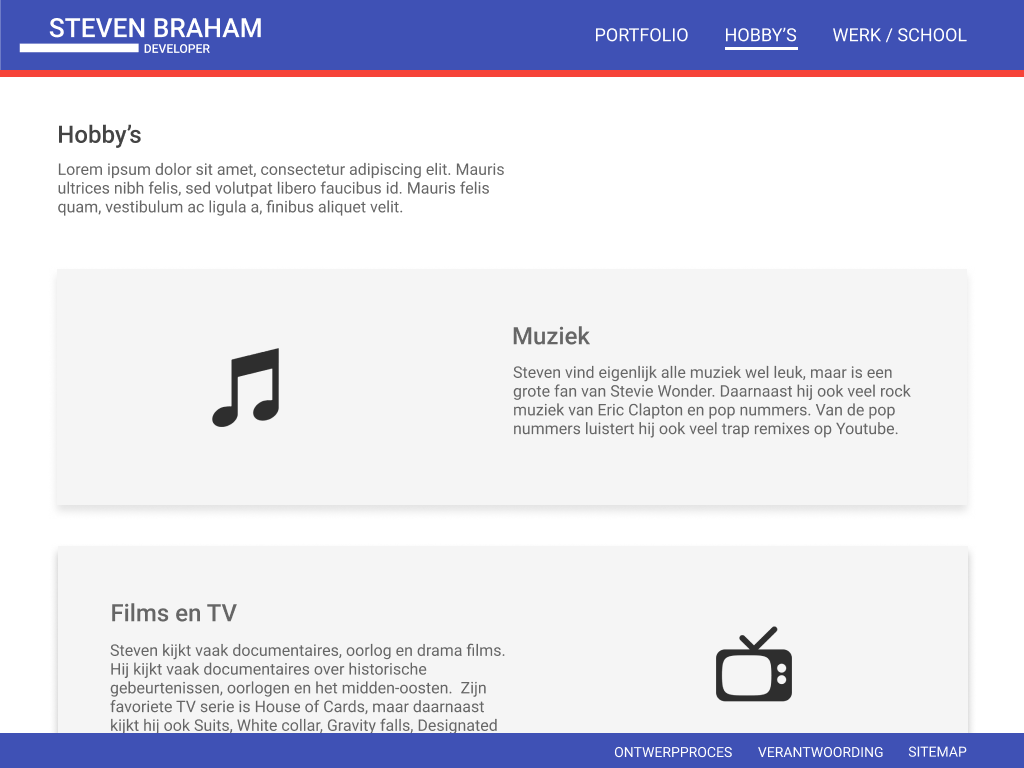 STEVEN BRAHAM
DEVELOPER
PORTFOLIO HOBBY’S WERK / SCHOOL
Hobby’s
Lorem ipsum dolor sit amet, consectetur adipiscing elit. Mauris
ultrices nibh felis, sed volutpat libero faucibus id. Mauris felis
quam, vestibulum ac ligula a, finibus aliquet velit.
Muziek
Steven vind eigenlijk alle muziek wel leuk, maar is een
grote fan van Stevie Wonder. Daarnaast hij ook veel rock
muziek van Eric Clapton en pop nummers. Van de pop
nummers luistert hij ook veel trap remixes op Youtube.
Films en TV
Steven kijkt vaak documentaires, oorlog en drama films.
Hij kijkt vaak documentaires over historische
gebeurtenissen, oorlogen en het midden-oosten.  Zijn
favoriete TV serie is House of Cards, maar daarnaast
kijkt hij ook Suits, White collar, Gravity falls, Designated
ONTWERPPROCES VERANTWOORDING SITEMAP